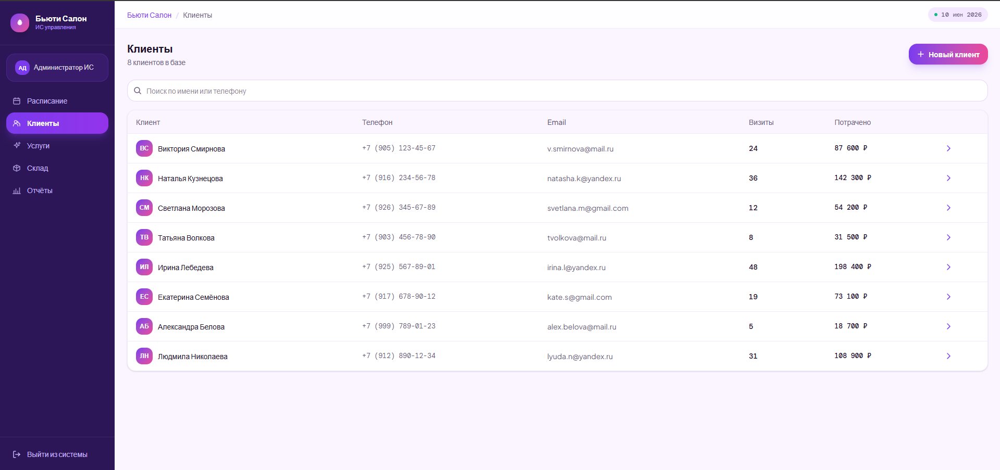 Бьюти Салон
ИС управления
АД Администратор ИС
Расписание
Клиенты
Услуги
Склад
Отчёты
Выйти из системы
Бьюти Салон / Клиенты
10 июн 2026
Клиенты
8 клиентов в базе
+ Новый клиент
Поиск по имени или телефону
Клиент Телефон Email Визиты Потрачено
ВС Виктория Смирнова +7 (905) 123-45-67 v.smirnova@mail.ru 24 87 600 ₽
НК Наталья Кузнецова +7 (916) 234-56-78 natasha.k@yandex.ru 36 142 300 ₽
СМ Светлана Морозова +7 (926) 345-67-89 svetlana.m@gmail.com 12 54 200 ₽
ТВ Татьяна Волкова +7 (903) 456-78-90 tvolkova@mail.ru 8 31 500 ₽
ИЛ Ирина Лебедева +7 (925) 567-89-01 irina.l@yandex.ru 48 198 400 ₽
ЕС Екатерина Семёнова +7 (917) 678-90-12 kate.s@gmail.com 19 73 100 ₽
АБ Александра Белова +7 (999) 789-01-23 alex.belova@mail.ru 5 18 700 ₽
ЛН Людмила Николаева +7 (912) 890-12-34 lyuda.n@yandex.ru 31 108 900 ₽